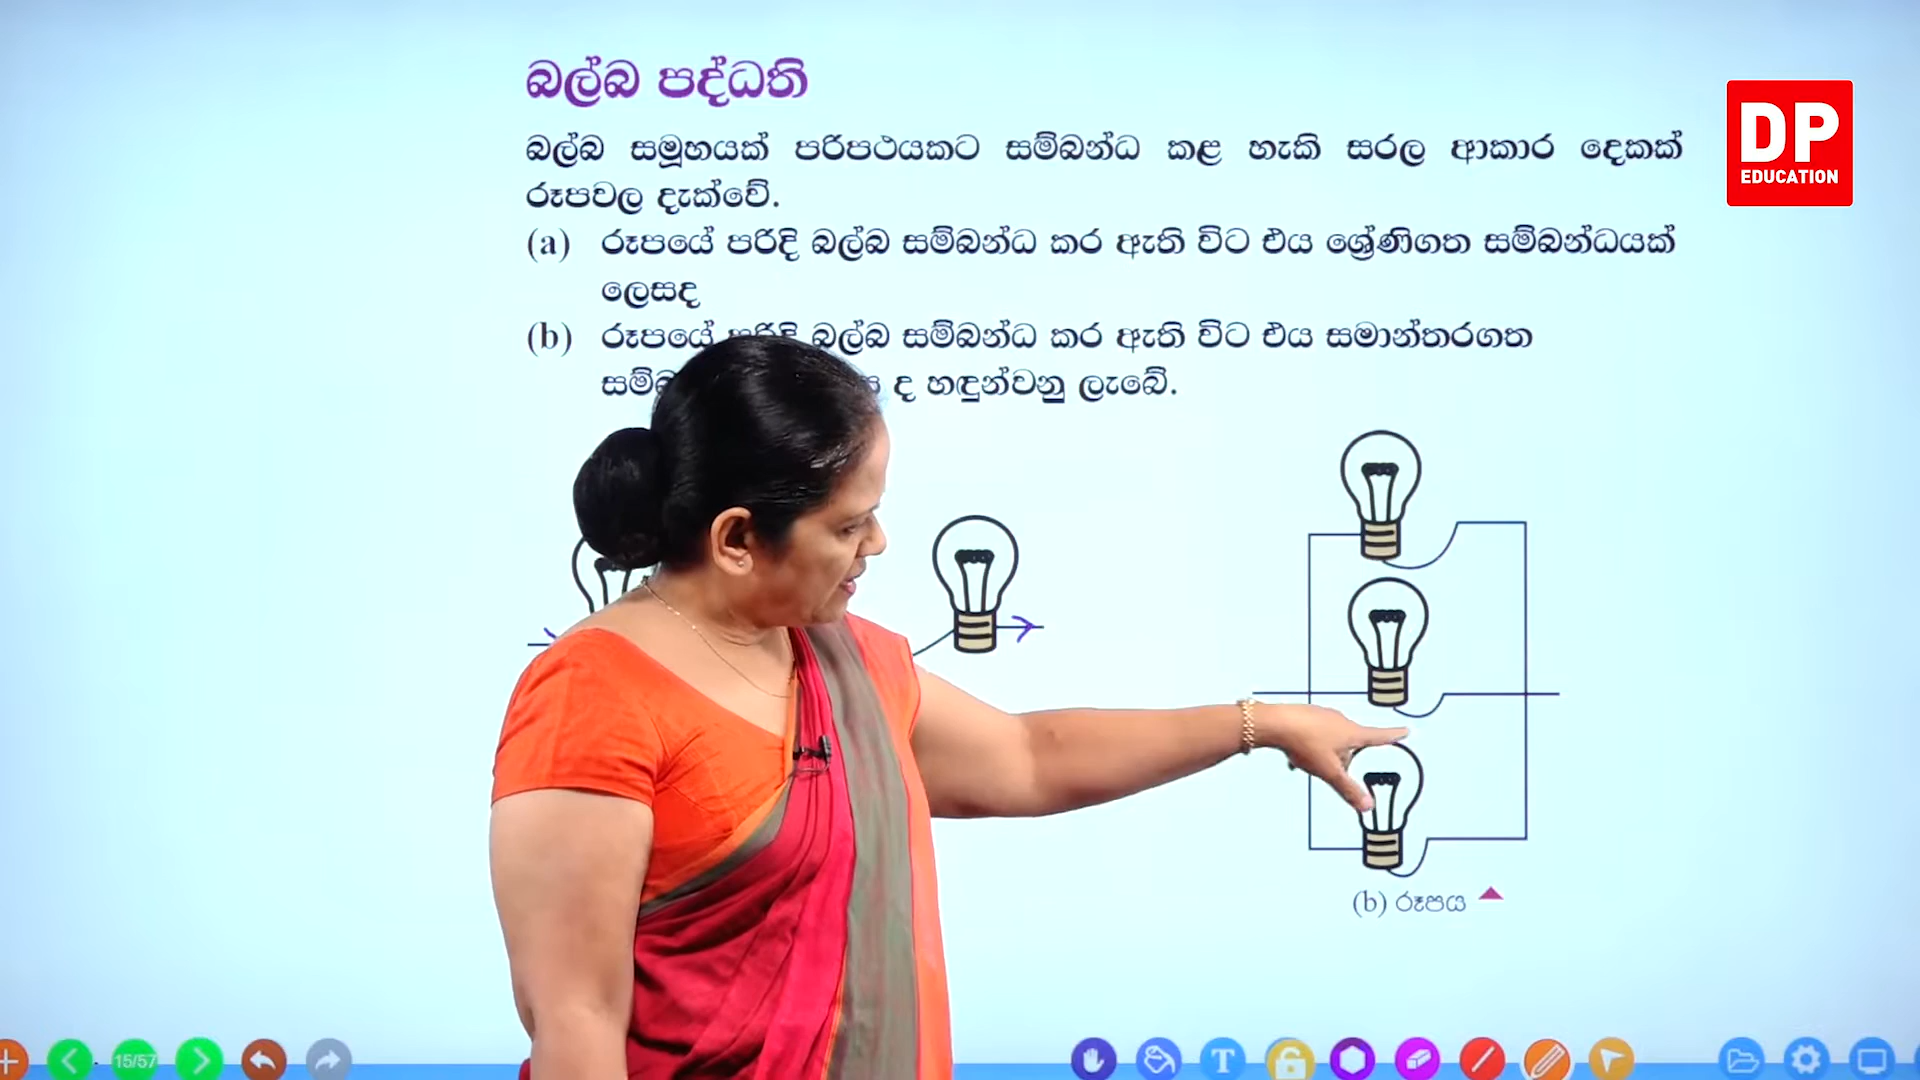 බල්බ පද්ධති
බල්බ සමූහයක් පරිපථයකට සම්බන්ධ කළ හැකි සරල ආකාර දෙකක්
රූපවල දැක්වේ.
(a) රූපයේ පරිදි බල්බ සම්බන්ධ කර ඇති විට එය ශ්‍රේණිගත සම්බන්ධයක්
ලෙසද
(b) රූපයේ පරිදි බල්බ සම්බන්ධ කර ඇති විට එය සමාන්තරගත
ද හඳුන්වනු ලැබේ.
(b) රූපය
DP
EDUCATION
15/57
T